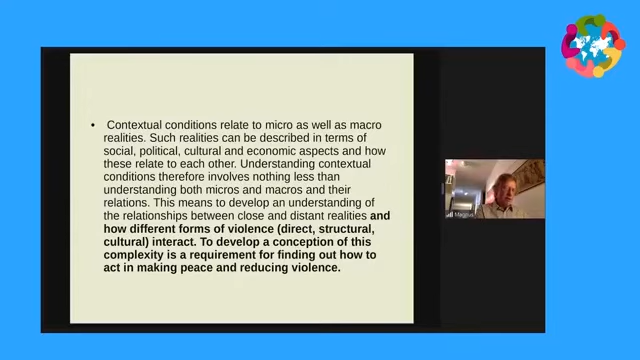 • Contextual conditions relate to micro as well as macro
realities. Such realities can be described in terms of
social, political, cultural and economic aspects and how
these relate to each other. Understanding contextual
conditions therefore involves nothing less than
understanding both micros and macros and their
relations. This means to develop an understanding of
the relationships between close and distant realities and
how different forms of violence (direct, structural,
cultural) interact. To develop a conception of this
complexity is a requirement for finding out how to
act in making peace and reducing violence.
Magnus